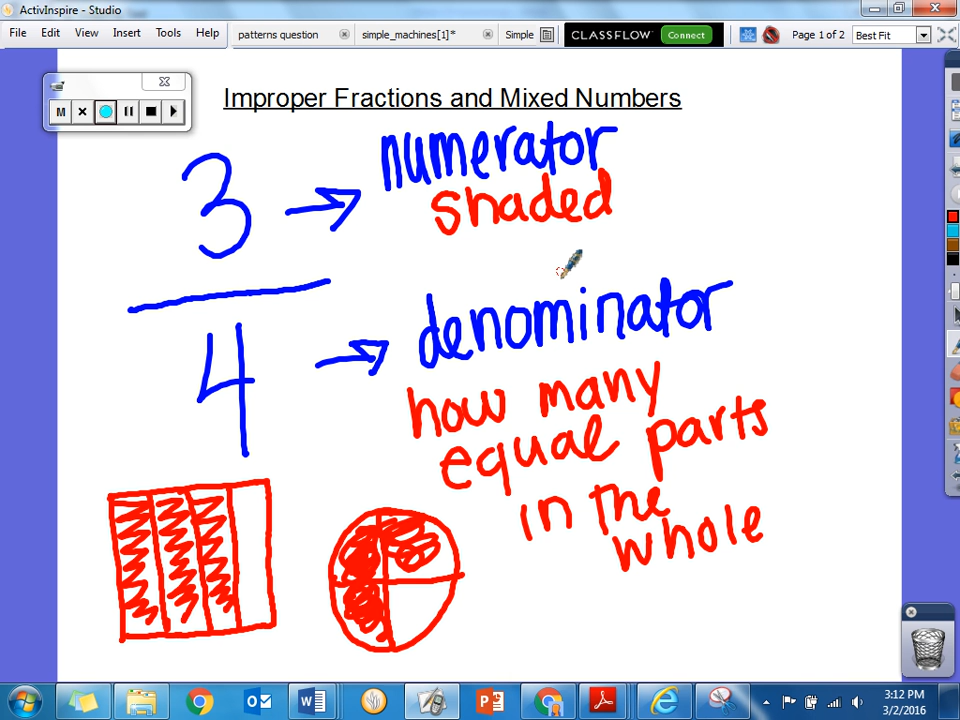 ActivInspire - Studio
File Edit View Insert Tools Help
patterns question simple_machines[1]* Simple CLASSFLOW Connect Page 1 of 2 Best Fit
M
Improper Fractions and Mixed Numbers
3 → numerator
shaded
4 → denominator
how many
equal parts
in the
whole
3:12 PM
3/2/2016